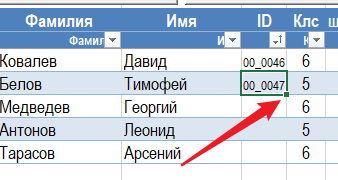 Фамилия Имя ID Клс
Фамил И К
Ковалев Давид 00_0046 6
Белов Тимофей 00_0047 5
Медведев Георгий 6
Антонов Леонид 5
Тарасов Арсений 6